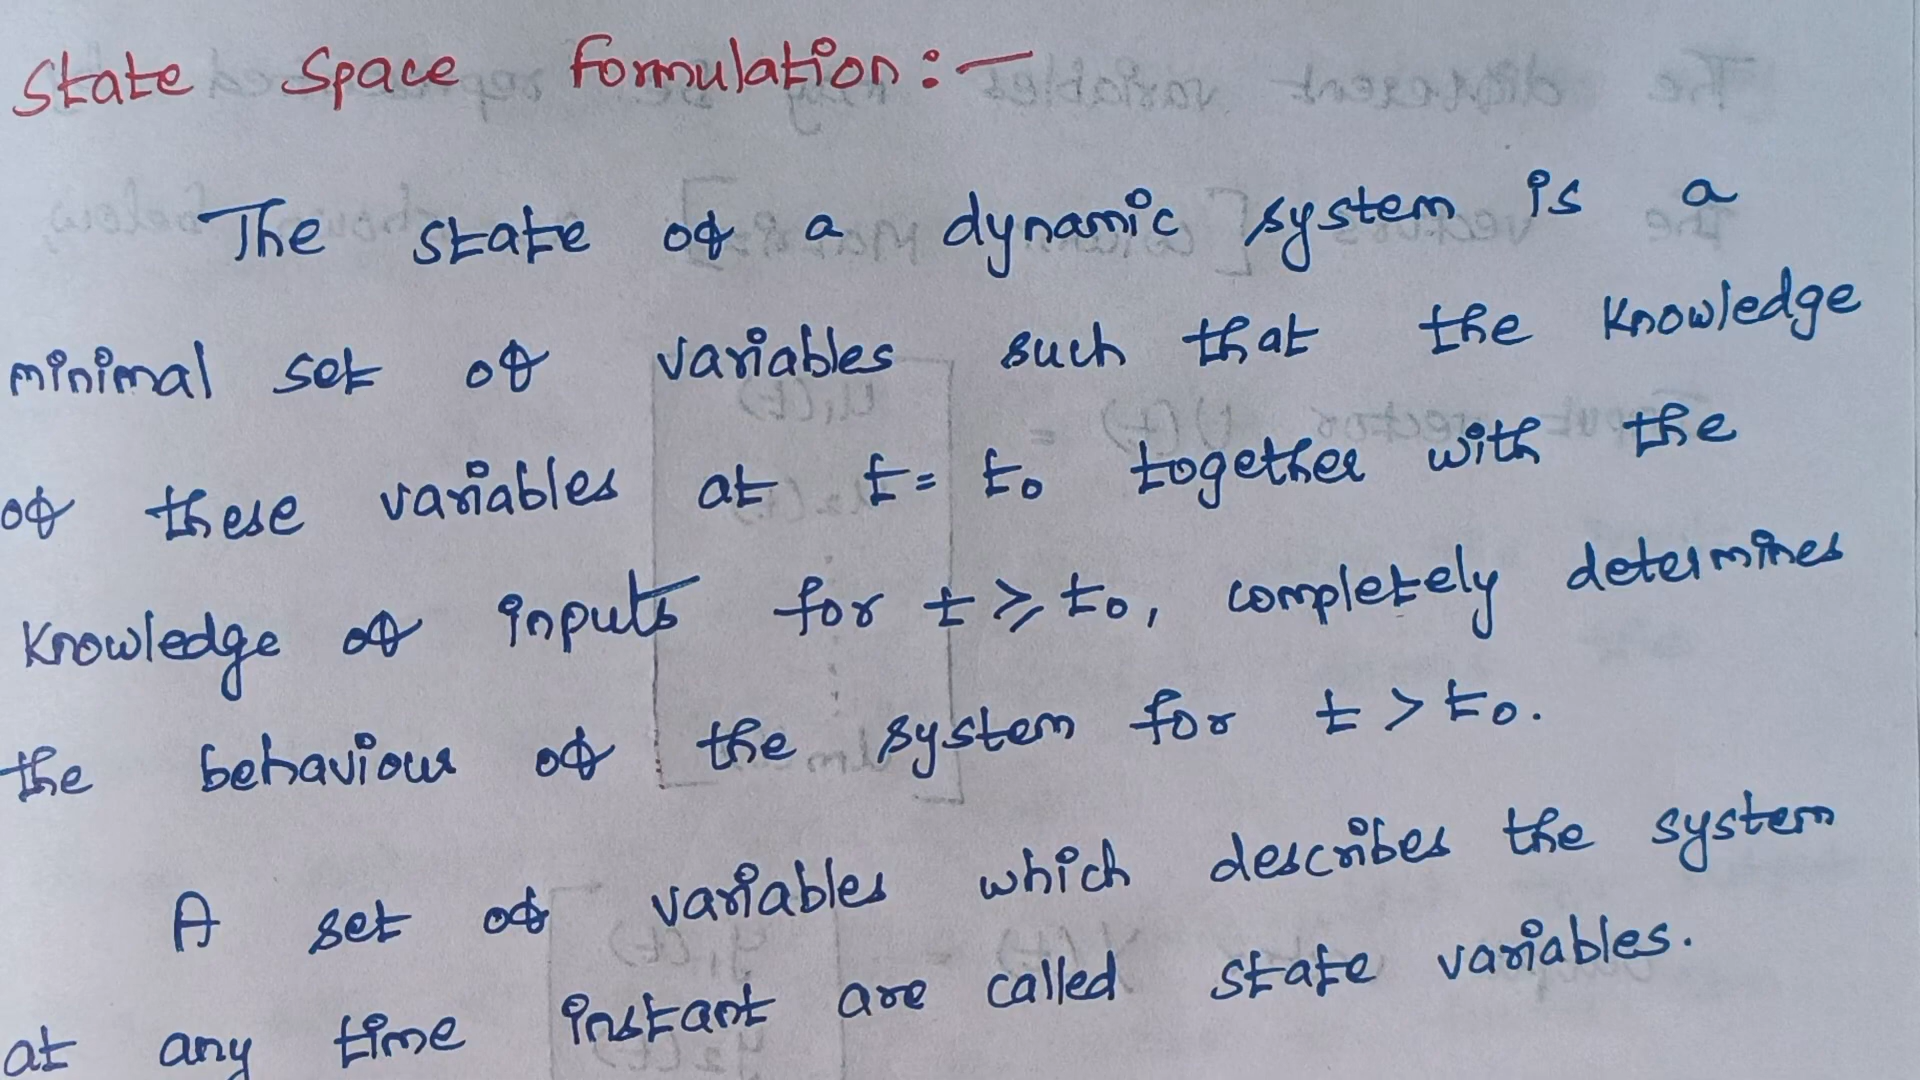 State Space formulation:-
The state of a dynamic system is a
minimal set of variables such that the knowledge
of these variables at t = t0 together with the
knowledge of inputs for t ≥ t0, completely determines
the behaviour of the system for t > t0.
A set of variables which describes the system
at any time instant are called state variables.